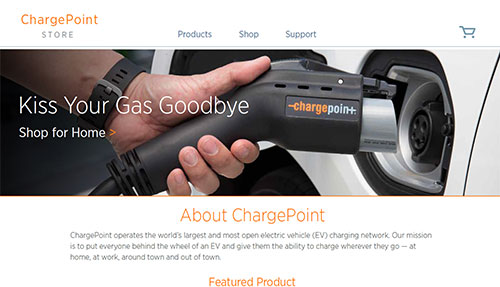 ChargePoint
STORE
Products Shop Support
Kiss Your Gas Goodbye
Shop for Home >
chargepoin+
About ChargePoint
ChargePoint operates the world's largest and most open electric vehicle (EV) charging network. Our mission
is to put everyone behind the wheel of an EV and give them the ability to charge wherever they go — at
home, at work, around town and out of town.
Featured Product